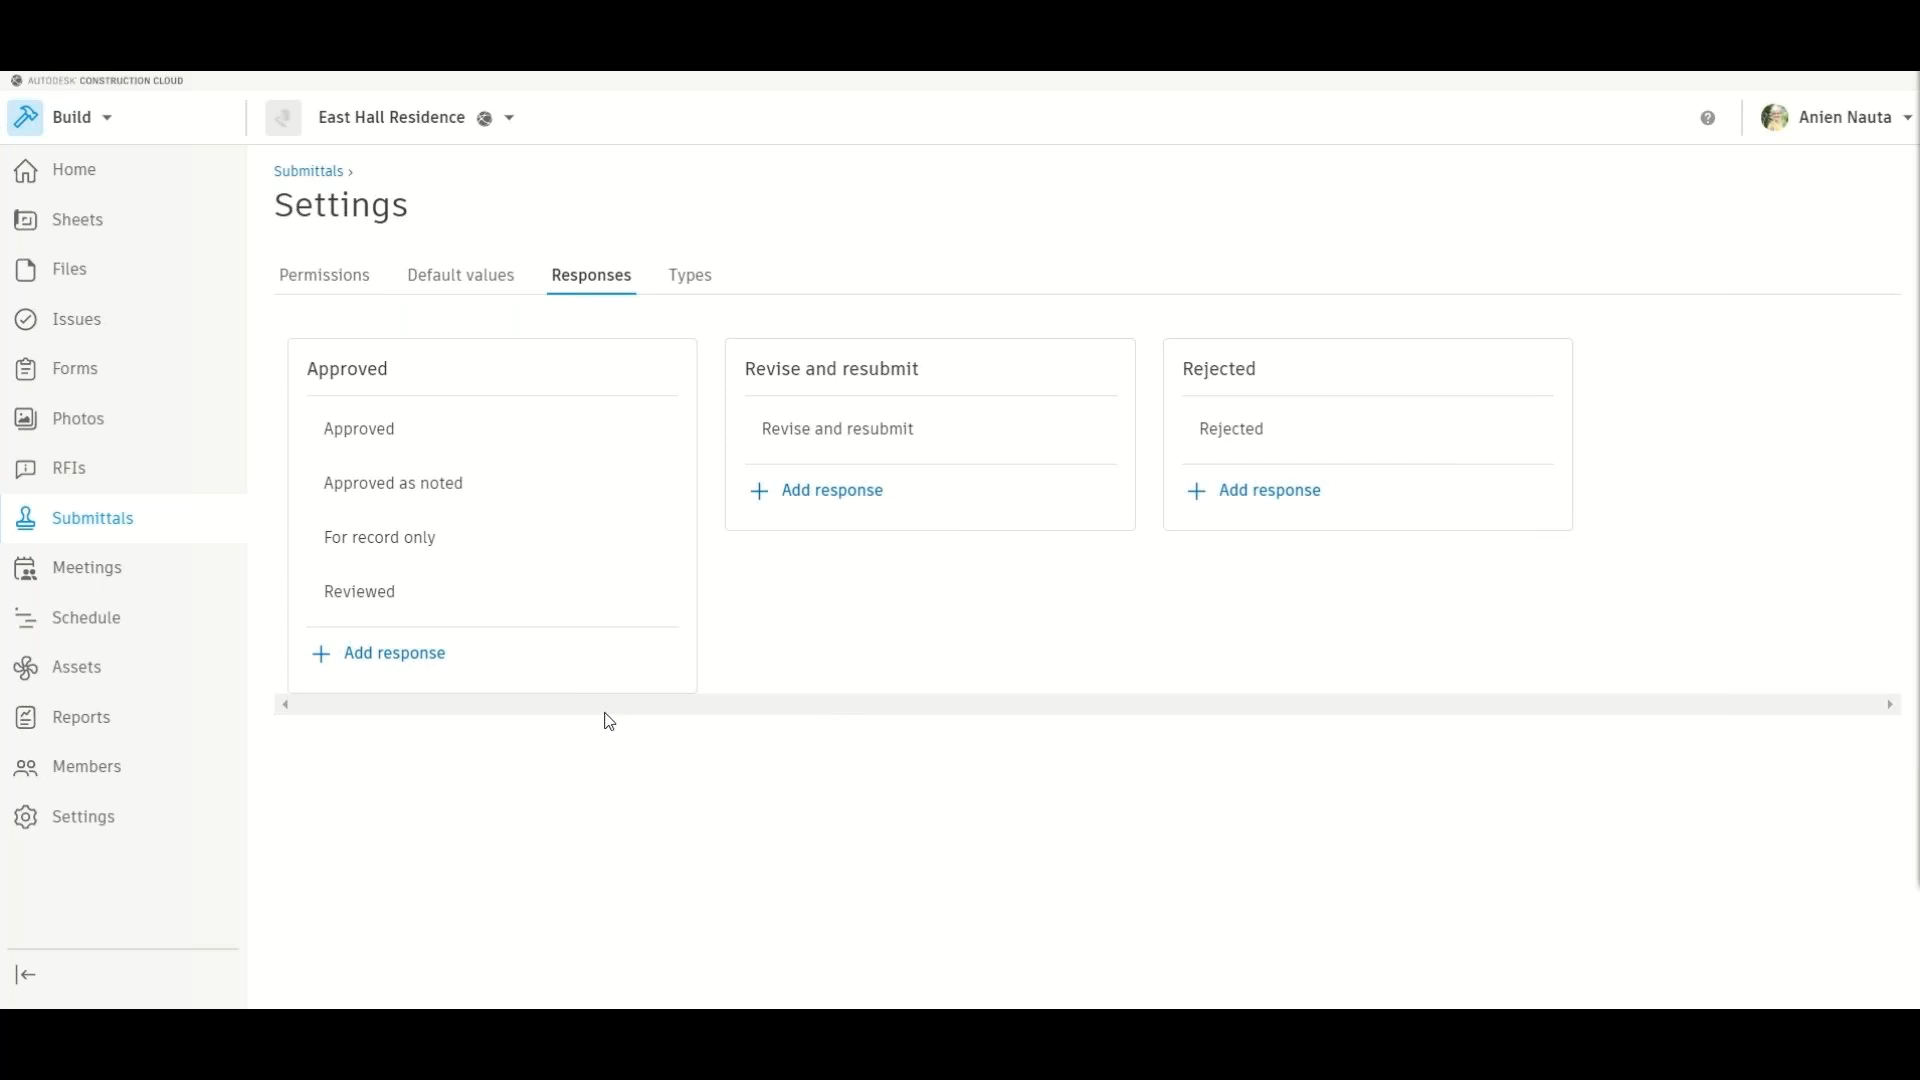 AUTODESK CONSTRUCTION CLOUD
Build
East Hall Residence
Anien Nauta
Home
Sheets
Files
Issues
Forms
Photos
RFIs
Submittals
Meetings
Schedule
Assets
Reports
Members
Settings
Submittals ›
Settings
Permissions Default values Responses Types
Approved
Approved
Approved as noted
For record only
Reviewed
+ Add response
Revise and resubmit
Revise and resubmit
+ Add response
Rejected
Rejected
+ Add response